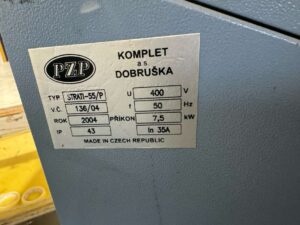 PZP KOMPLET
a s
DOBRUŠKA
TYP STRATI-55/P U 400 V
V.Č. 136/04 f 50 Hz
ROK 2004 PŘÍKON 7,5 kW
IP 43 In 35A
MADE IN CZECH REPUBLIC